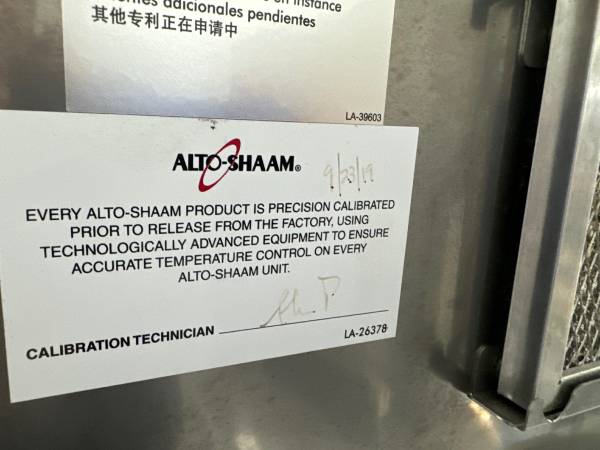 adicionales pendientes
其他专利正在申请中
LA-39603
ALTO-SHAAM®
9/23/19
EVERY ALTO-SHAAM PRODUCT IS PRECISION CALIBRATED
PRIOR TO RELEASE FROM THE FACTORY, USING
TECHNOLOGICALLY ADVANCED EQUIPMENT TO ENSURE
ACCURATE TEMPERATURE CONTROL ON EVERY
ALTO-SHAAM UNIT.
CALIBRATION TECHNICIAN
LA-26378